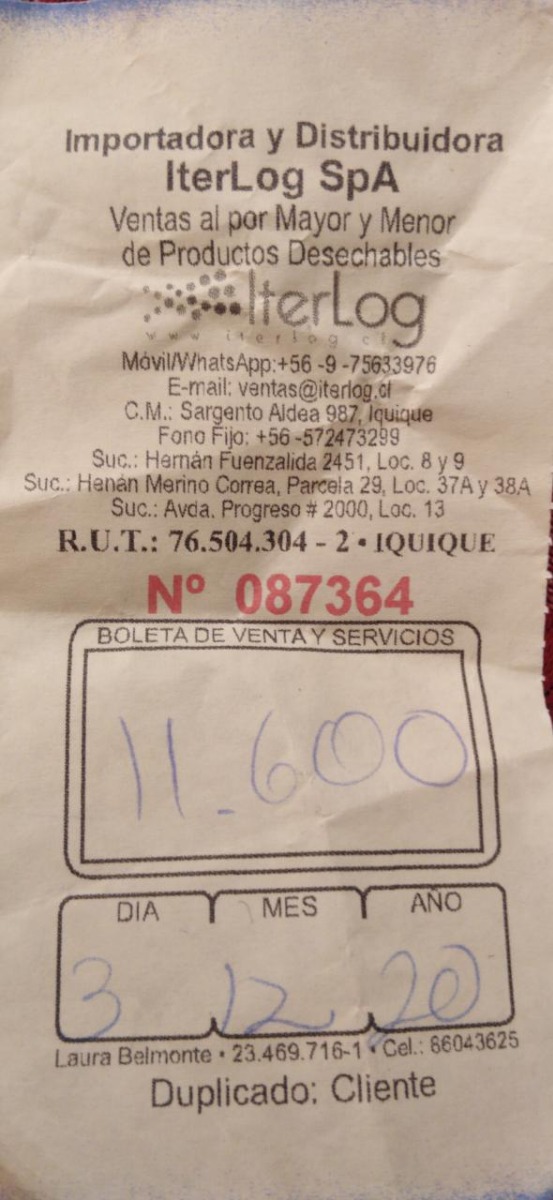 Importadora y Distribuidora
IterLog SpA
Ventas al por Mayor y Menor
de Productos Desechables
IterLog
www iterlog cl
Móvil/WhatsApp:+56 -9 -75633976
E-mail: ventas@iterlog.cl
C.M.: Sargento Aldea 987, Iquique
Fono Fijo: +56 -572473299
Suc.: Hernán Fuenzalida 2451, Loc. 8 y 9
Suc.: Henán Merino Correa, Parcela 29, Loc. 37A y 38A
Suc.: Avda. Progreso # 2000, Loc. 13
R.U.T.: 76.504.304 - 2 • IQUIQUE
Nº 087364
BOLETA DE VENTA Y SERVICIOS
11.600
DIA MES AÑO
3 12 20
Laura Belmonte • 23.469.716-1 • Cel.: 86043625
Duplicado: Cliente